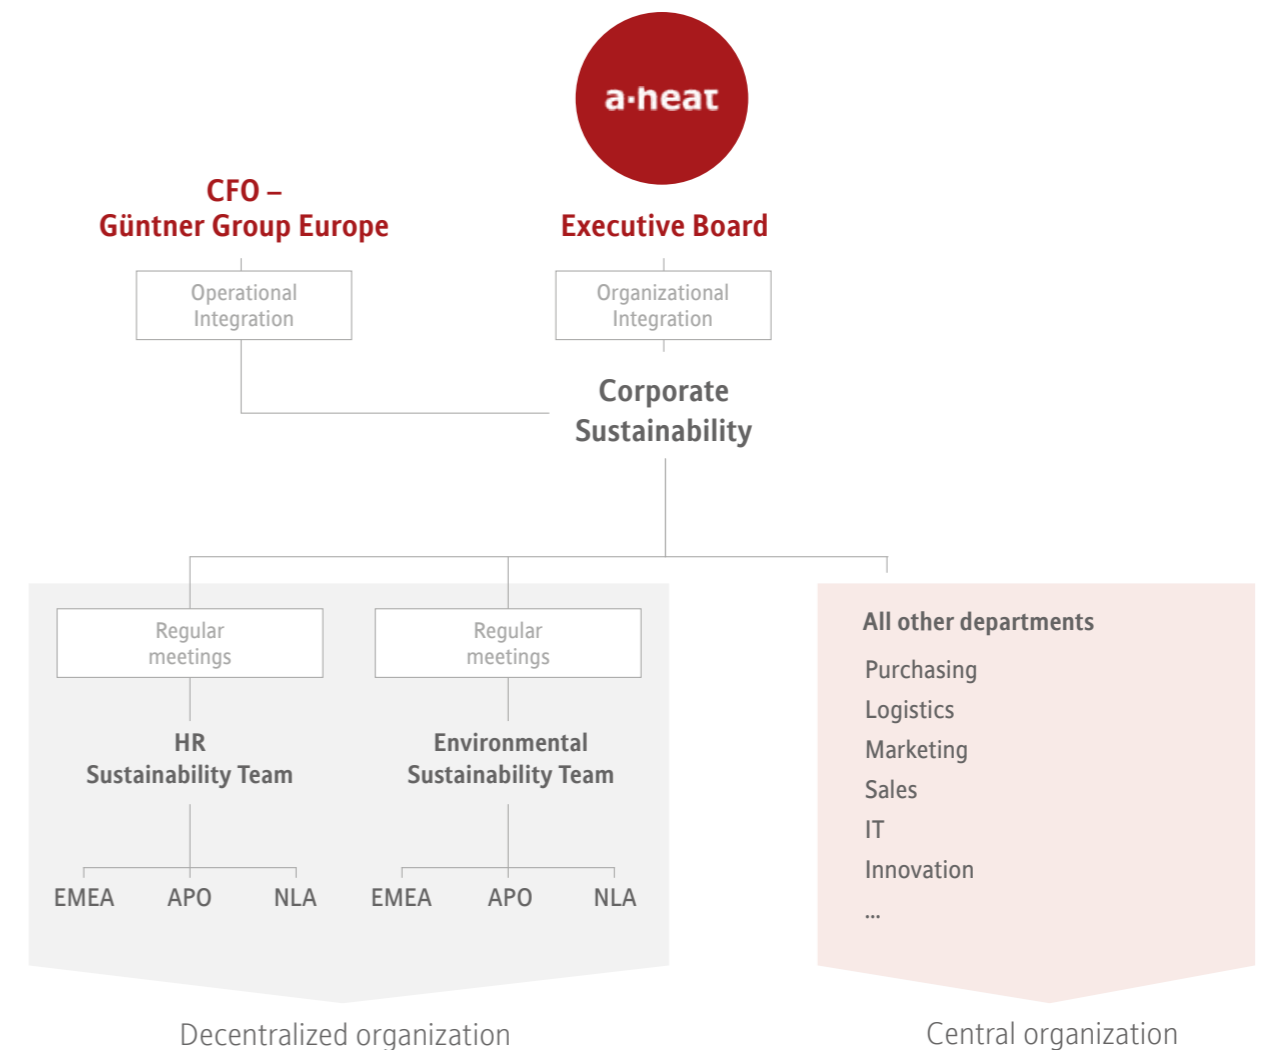 a·heat
CFO –
Güntner Group Europe
Executive Board
Operational
Integration
Organizational
Integration
Corporate
Sustainability
Regular
meetings
Regular
meetings
HR
Sustainability Team
Environmental
Sustainability Team
EMEA APO NLA
EMEA APO NLA
Decentralized organization
All other departments
Purchasing
Logistics
Marketing
Sales
IT
Innovation
...
Central organization